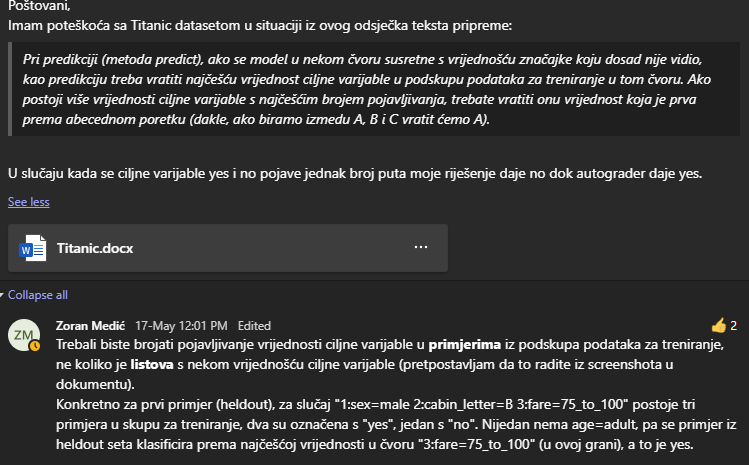 Poštovani,
Imam poteškoća sa Titanic datasetom u situaciji iz ovog odsječka teksta pripreme:
Pri predikciji (metoda predict), ako se model u nekom čvoru susretne s vrijednošću značajke koju dosad nije vidio,
kao predikciju treba vratiti najčešću vrijednost ciljne varijable u podskupu podataka za treniranje u tom čvoru. Ako
postoji više vrijednosti ciljne varijable s najčešćim brojem pojavljivanja, trebate vratiti onu vrijednost koja je prva
prema abecednom poretku (dakle, ako biramo izmedu A, B i C vratit ćemo A).
U slučaju kada se ciljne varijable yes i no pojave jednak broj puta moje riješenje daje no dok autograder daje yes.
See less
Titanic.docx
...
Collapse all
ZM
Zoran Medić 17-May 12:01 PM Edited
👍 2
Trebali biste brojati pojavljivanje vrijednosti ciljne varijable u primjerima iz podskupa podataka za treniranje,
ne koliko je listova s nekom vrijednošću ciljne varijable (pretpostavljam da to radite iz screenshota u
dokumentu).
Konkretno za prvi primjer (heldout), za slučaj "1:sex=male 2:cabin_letter=B 3:fare=75_to_100" postoje tri
primjera u skupu za treniranje, dva su označena s "yes", jedan s "no". Nijedan nema age=adult, pa se primjer iz
heldout seta klasificira prema najčešćoj vrijednosti u čvoru "3:fare=75_to_100" (u ovoj grani), a to je yes.